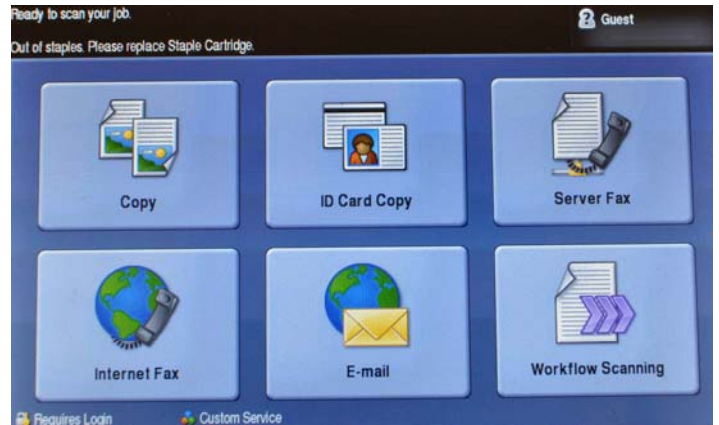 Ready to scan your job.
Guest
Out of staples. Please replace Staple Cartridge.
Copy
ID Card Copy
Server Fax
Internet Fax
E-mail
Workflow Scanning
Requires Login
Custom Service